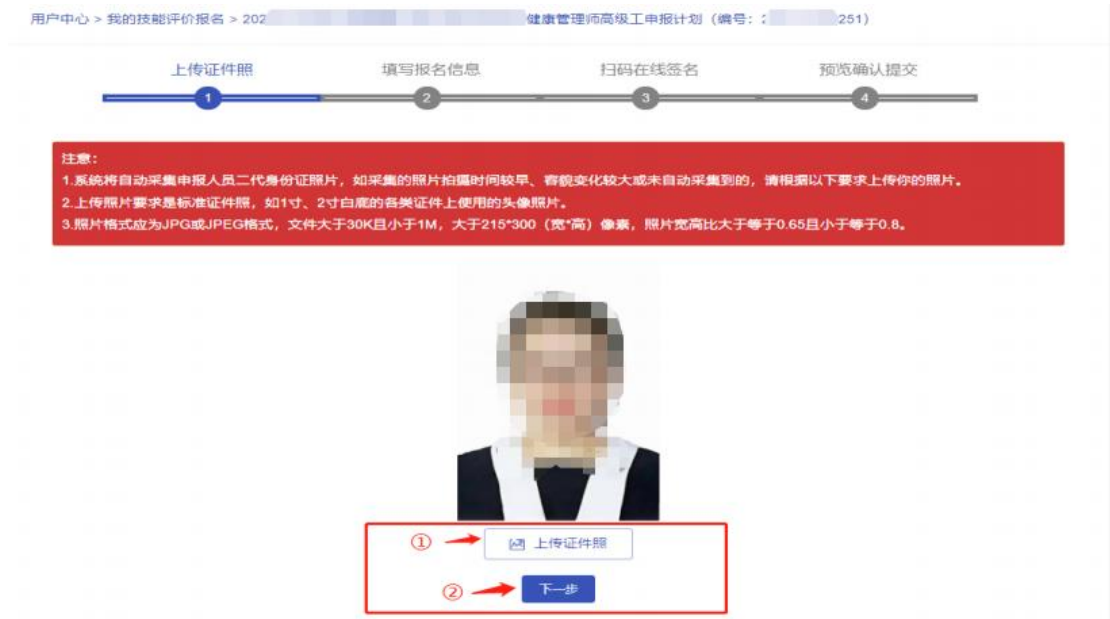 用户中心 > 我的技能评价报名 > 202 健康管理师高级工申报计划（编号：2 251）
上传证件照 填写报名信息 扫码在线签名 预览确认提交
1 2 3 4
注意：
1.系统将自动采集申报人员二代身份证照片，如采集的照片拍摄时间较早、容貌变化较大或未自动采集到的，请根据以下要求上传你的照片。
2.上传照片要求是标准证件照，如1寸、2寸白底的各类证件上使用的头像照片。
3.照片格式应为JPG或JPEG格式，文件大于30K且小于1M，大于215*300（宽*高）像素，照片宽高比大于等于0.65且小于等于0.8。
① 上传证件照
② 下一步